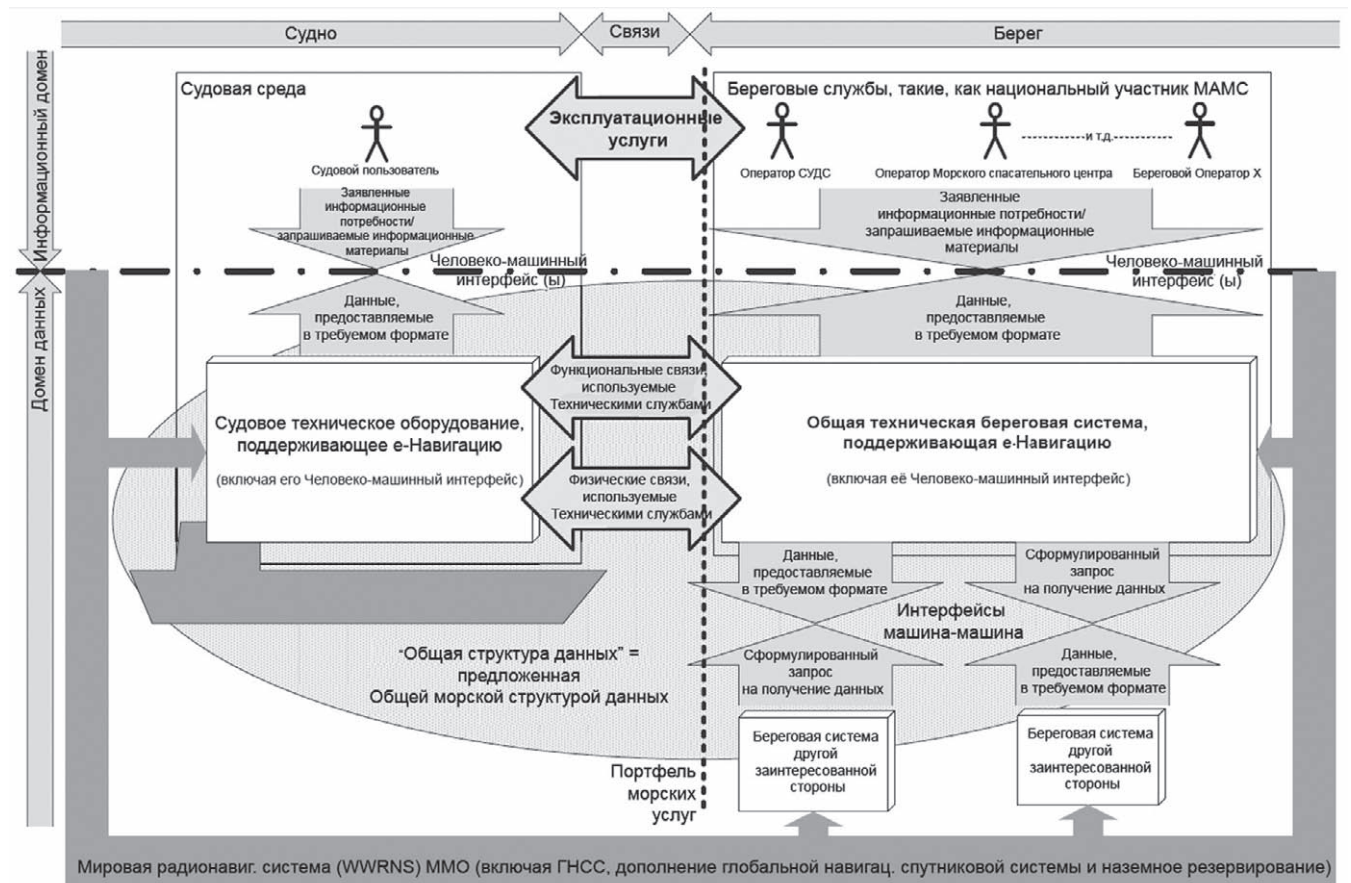 Судно
Связи
Берег
Информационный домен
Домен данных
Судовая среда
Судовой пользователь
Заявленные
информационные
потребности/
запрашиваемые информационные
материалы
Человеко-машинный
интерфейс (ы)
Данные,
предоставляемые
в требуемом формате
Эксплуатационные
услуги
Береговые службы, такие, как национальный участник МАМС
Оператор СУДС
Оператор Морского спасательного центра
и т.д.
Береговой Оператор Х
Заявленные
информационные
потребности/
запрашиваемые информационные
материалы
Человеко-машинный
интерфейс (ы)
Данные,
предоставляемые
в требуемом формате
Судовое техническое оборудование,
поддерживающее е-Навигацию
(включая его Человеко-машинный интерфейс)
Функциональные связи,
используемые
Техническими службами
Физические связи,
используемые
Техническими службами
Общая техническая береговая система,
поддерживающая е-Навигацию
(включая её Человеко-машинный интерфейс)
Данные,
предоставляемые
в требуемом формате
Сформулированный
запрос
на получение данных
Интерфейсы
машина-машина
Сформулированный
запрос
на получение данных
Данные,
предоставляемые
в требуемом формате
"Общая структура данных" =
предложенная
Общей морской структурой данных
Портфель
морских
услуг
Береговая система
другой
заинтересованной
стороны
Береговая система
другой
заинтересованной
стороны
Мировая радионавиг. система (WWRNS) ММО (включая ГНСС, дополнение глобальной навигац. спутниковой системы и наземное резервирование)